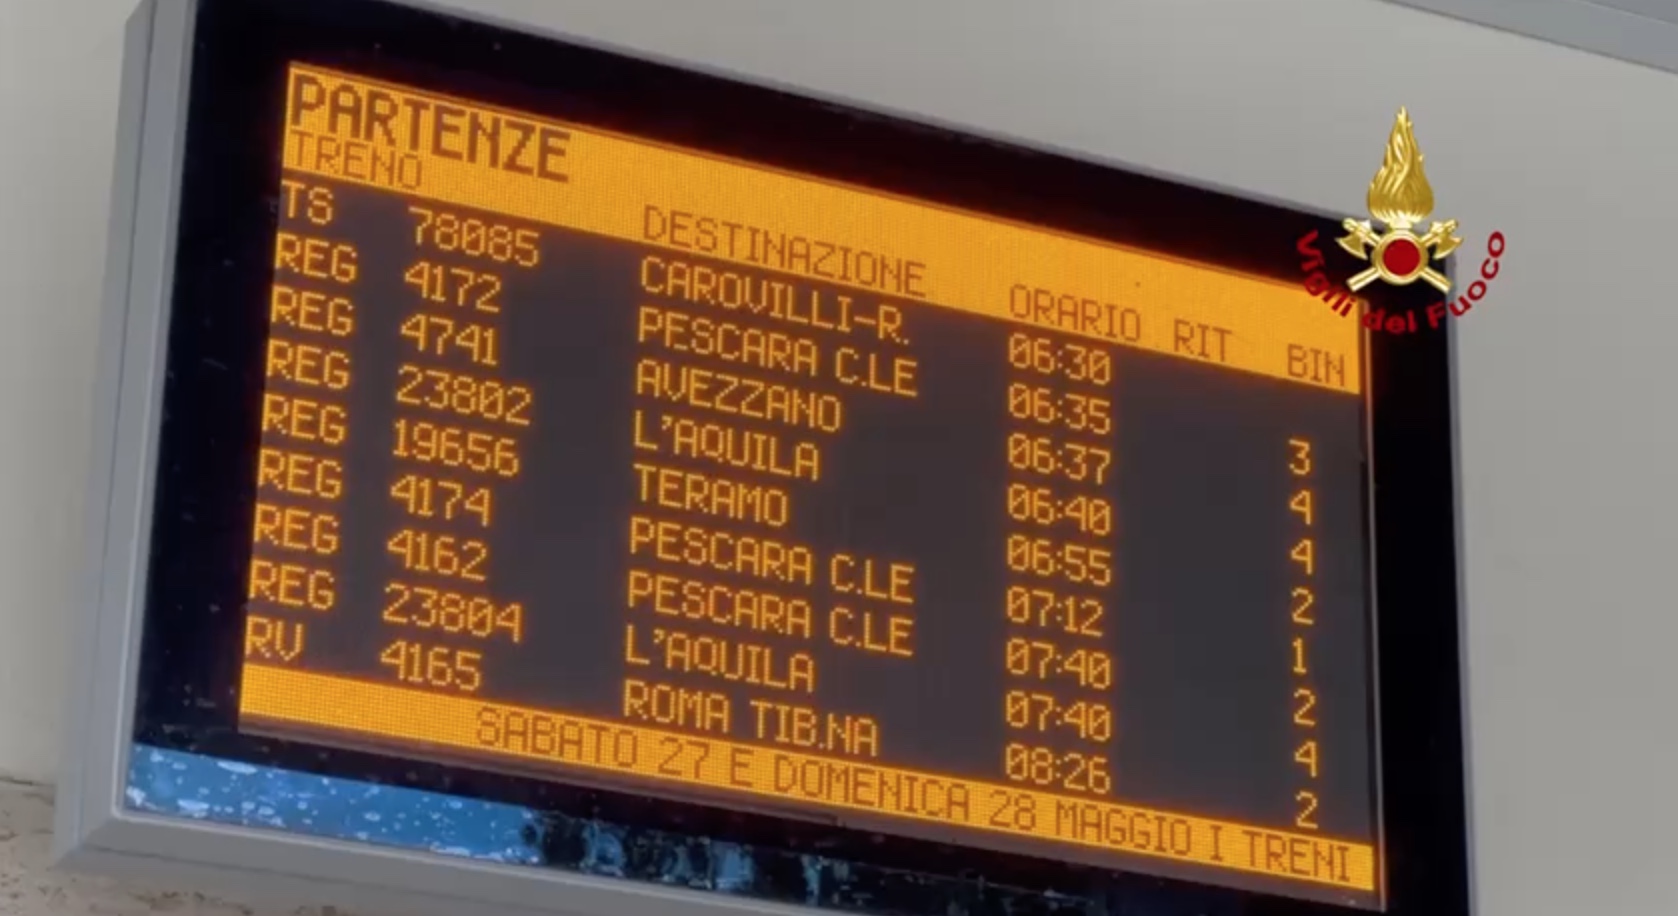 PARTENZE
TRENO DESTINAZIONE ORARIO RIT BIN
TS 78085 CAROVILLI-R. 06:30
REG 4172 PESCARA C.LE 06:35 3
REG 4741 AVEZZANO 06:37 4
REG 23802 L'AQUILA 06:40 4
REG 19656 TERAMO 06:55 2
REG 4174 PESCARA C.LE 07:12 1
REG 4162 PESCARA C.LE 07:40 2
REG 23804 L'AQUILA 07:40 4
RV 4165 ROMA TIB.NA 08:26 2
SABATO 27 E DOMENICA 28 MAGGIO I TRENI
Vigili del Fuoco